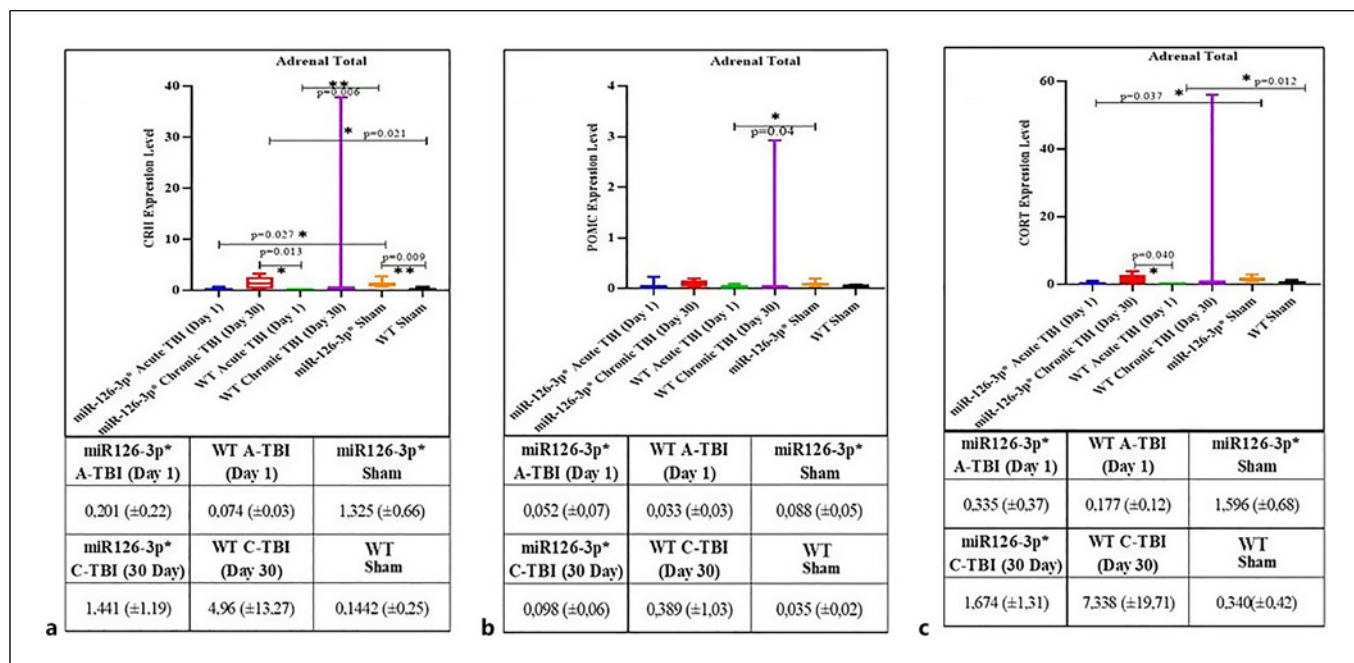 Adrenal Total
CRH Expression Level
40
30
20
10
0
**
p=0.006
*
p=0.021
p=0.027 *
p=0.013
*
p=0.009
**
miR-126-3p* Acute TBI (Day 1)
miR-126-3p* Chronic TBI (Day 30)
WT Acute TBI (Day 1)
WT Chronic TBI (Day 30)
miR-126-3p* Sham
WT Sham
miR126-3p* WT A-TBI miR126-3p*
A-TBI (Day 1) (Day 1) Sham
0,201 (±0,22) 0,074 (±0,03) 1,325 (±0,66)
miR126-3p* WT C-TBI WT
C-TBI (30 Day) (Day 30) Sham
1,441 (±1,19) 4,96 (±13,27) 0,1442 (±0,25)
a
Adrenal Total
POMC Expression Level
4
3
2
1
0
*
p=0.04
miR-126-3p* Acute TBI (Day 1)
miR-126-3p* Chronic TBI (Day 30)
WT Acute TBI (Day 1)
WT Chronic TBI (Day 30)
miR-126-3p* Sham
WT Sham
miR126-3p* WT A-TBI miR126-3p*
A-TBI (Day 1) (Day 1) Sham
0,052 (±0,07) 0,033 (±0,03) 0,088 (±0,05)
miR126-3p* WT C-TBI WT
C-TBI (30 Day) (Day 30) Sham
0,098 (±0,06) 0,389 (±1,03) 0,035 (±0,02)
b
Adrenal Total
CORT Expression Level
60
40
20
0
* p=0.012
p=0.037 *
p=0.040
*
miR-126-3p* Acute TBI (Day 1)
miR-126-3p* Chronic TBI (Day 30)
WT Acute TBI (Day 1)
WT Chronic TBI (Day 30)
miR-126-3p* Sham
WT Sham
miR126-3p* WT A-TBI miR126-3p*
A-TBI (Day 1) (Day 1) Sham
0,335 (±0,37) 0,177 (±0,12) 1,596 (±0,68)
miR126-3p* WT C-TBI WT
C-TBI (30 Day) (Day 30) Sham
1,674 (±1,31) 7,338 (±19,71) 0,340(±0,42)
c